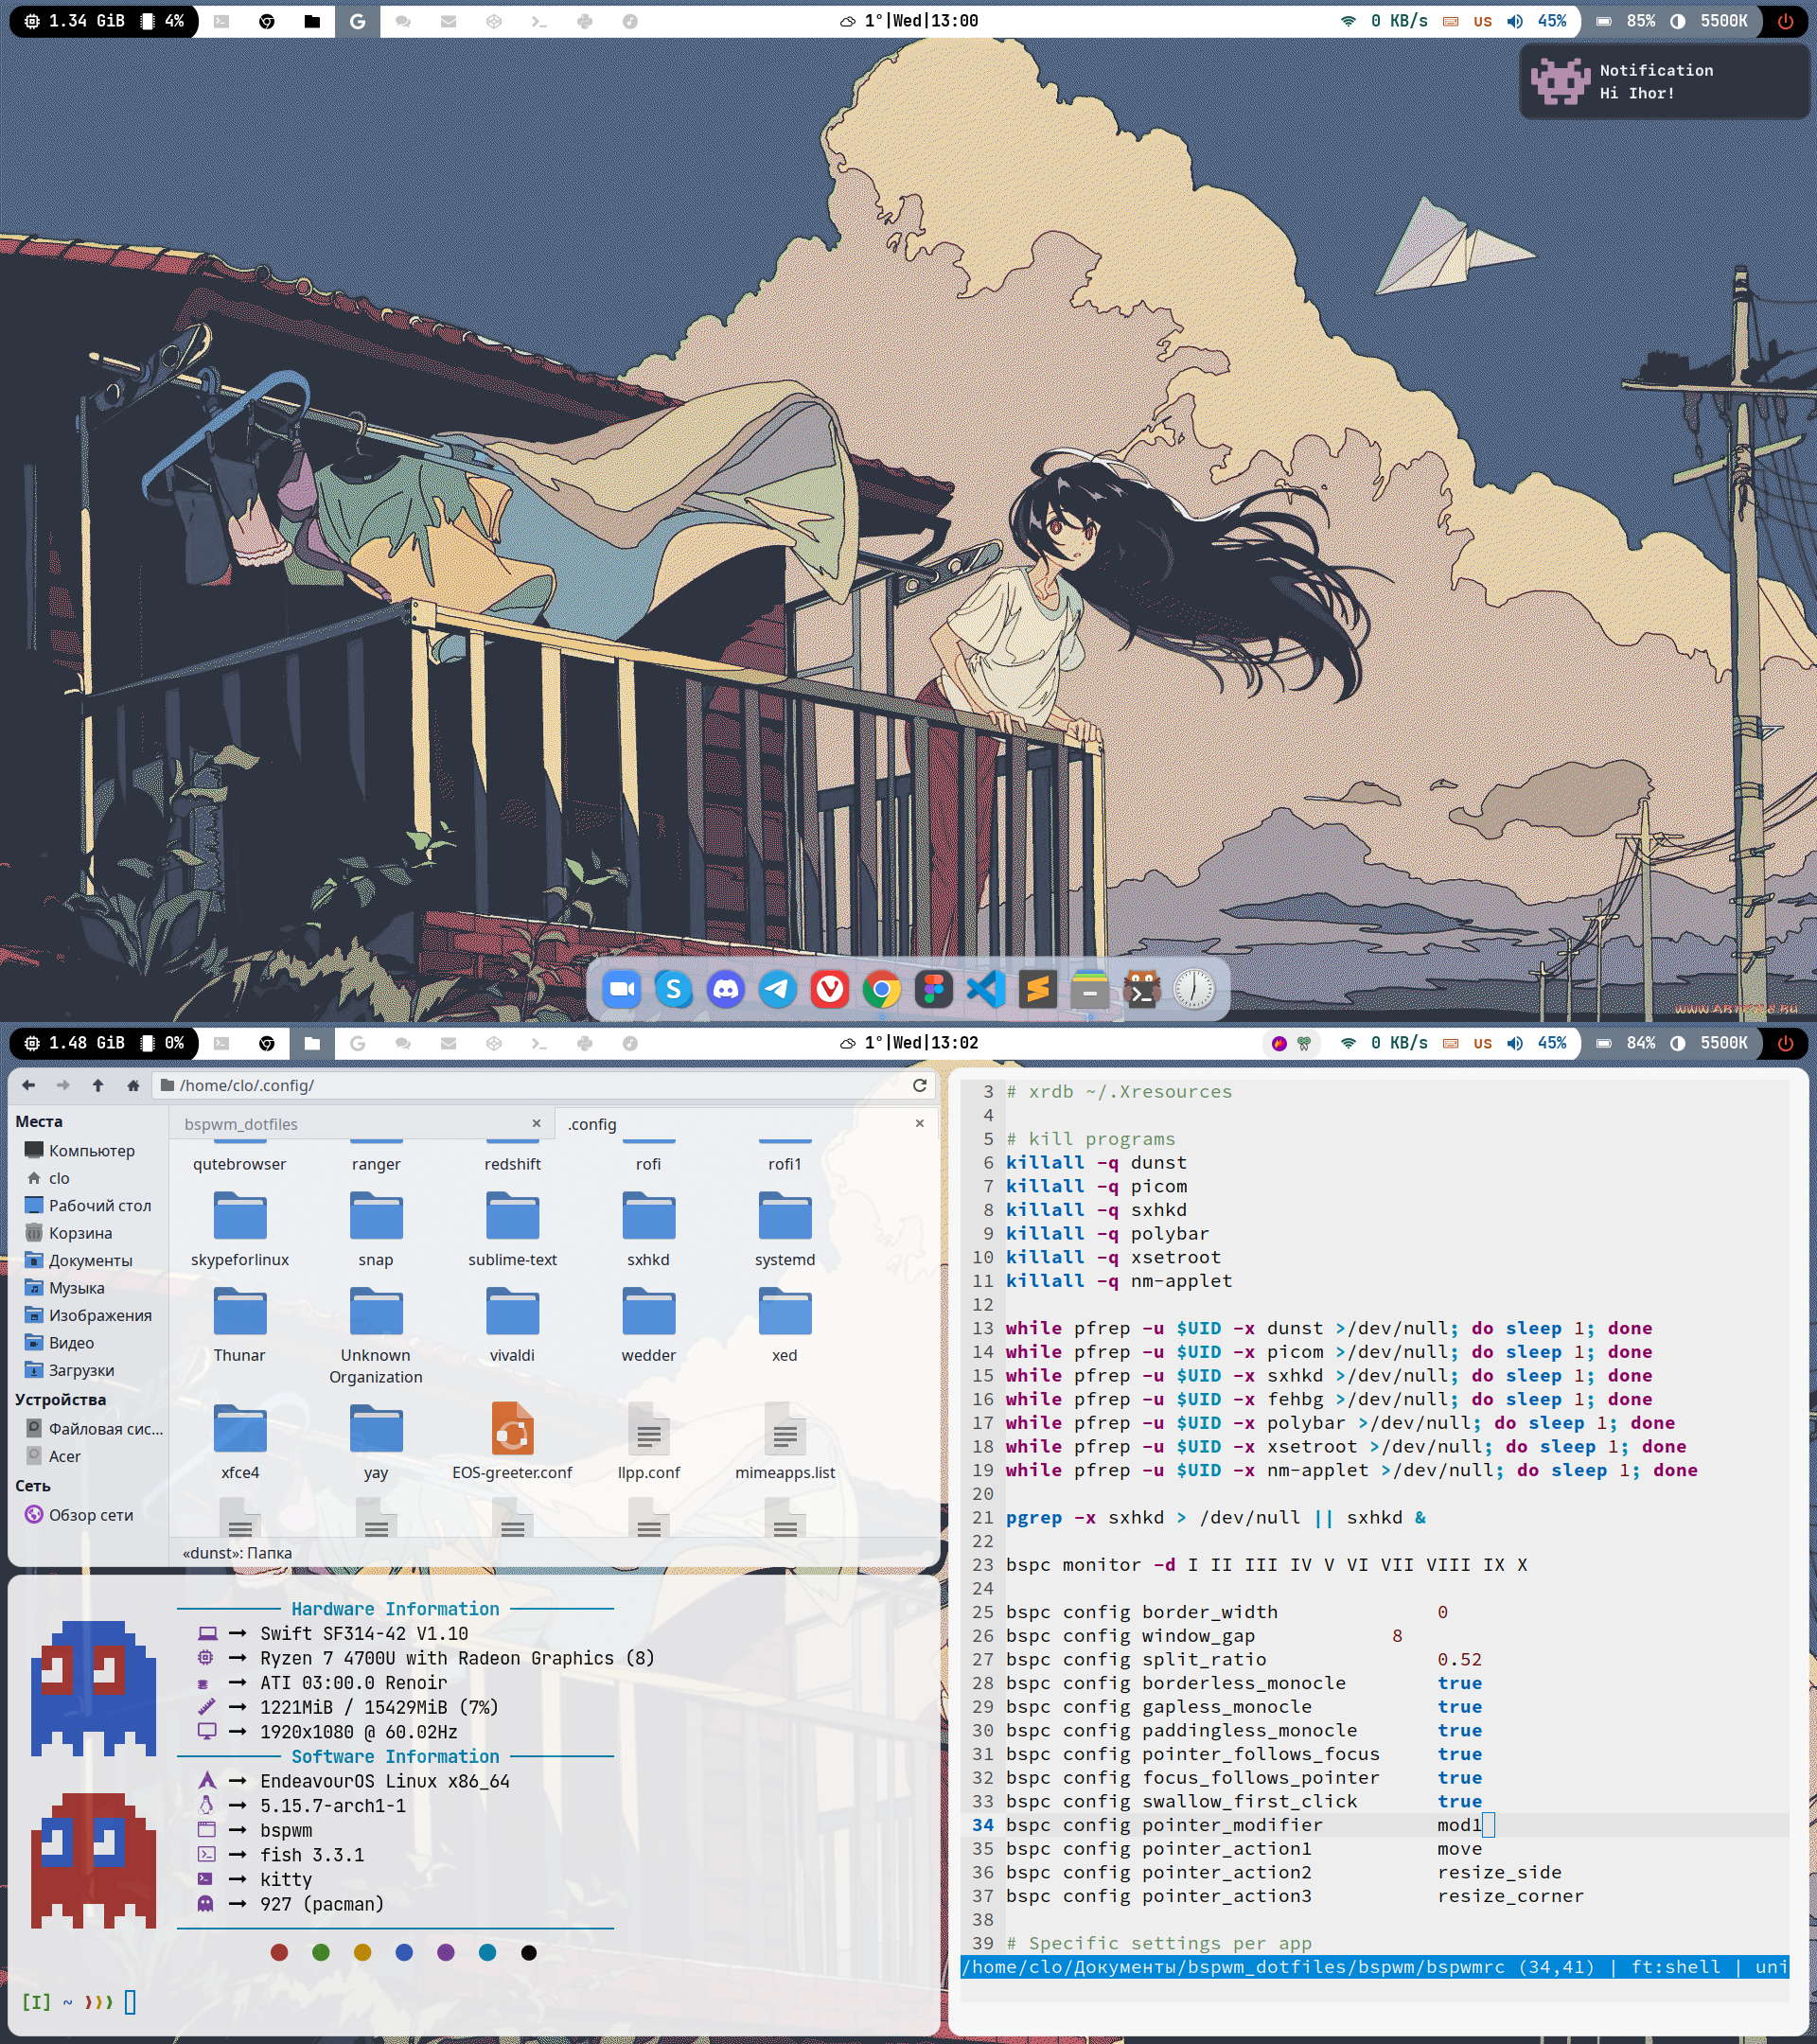 1.34 GiB 4% 1°|Wed|13:00 0 KB/s US 45% 85% 5500K
Notification
Hi Ihor!
1.48 GiB 0% 1°|Wed|13:02 0 KB/s US 45% 84% 5500K
/home/clo/.config/
Места
Компьютер
clo
Рабочий стол
Корзина
Документы
Музыка
Изображения
Видео
Загрузки
Устройства
Файловая сис...
Acer
Сеть
Обзор сети
bspwm_dotfiles
.config
qutebrowser ranger redshift rofi rofi1
skypeforlinux snap sublime-text sxhkd systemd
Thunar Unknown Organization vivaldi wedder xed
xfce4 yay EOS-greeter.conf llpp.conf mimeapps.list
«dunst»: Папка
Hardware Information
Swift SF314-42 V1.10
Ryzen 7 4700U with Radeon Graphics (8)
ATI 03:00.0 Renoir
1221MiB / 15429MiB (7%)
1920x1080 @ 60.02Hz
Software Information
EndeavourOS Linux x86_64
5.15.7-arch1-1
bspwm
fish 3.3.1
kitty
927 (pacman)
[I] ~ ❯❯❯
3 # xrdb ~/.Xresources
4
5 # kill programs
6 killall -q dunst
7 killall -q picom
8 killall -q sxhkd
9 killall -q polybar
10 killall -q xsetroot
11 killall -q nm-applet
12
13 while pfrep -u $UID -x dunst >/dev/null; do sleep 1; done
14 while pfrep -u $UID -x picom >/dev/null; do sleep 1; done
15 while pfrep -u $UID -x sxhkd >/dev/null; do sleep 1; done
16 while pfrep -u $UID -x fehbg >/dev/null; do sleep 1; done
17 while pfrep -u $UID -x polybar >/dev/null; do sleep 1; done
18 while pfrep -u $UID -x xsetroot >/dev/null; do sleep 1; done
19 while pfrep -u $UID -x nm-applet >/dev/null; do sleep 1; done
20
21 pgrep -x sxhkd > /dev/null || sxhkd &
22
23 bspc monitor -d I II III IV V VI VII VIII IX X
24
25 bspc config border_width 0
26 bspc config window_gap 8
27 bspc config split_ratio 0.52
28 bspc config borderless_monocle true
29 bspc config gapless_monocle true
30 bspc config paddingless_monocle true
31 bspc config pointer_follows_focus true
32 bspc config focus_follows_pointer true
33 bspc config swallow_first_click true
34 bspc config pointer_modifier mod1
35 bspc config pointer_action1 move
36 bspc config pointer_action2 resize_side
37 bspc config pointer_action3 resize_corner
38
39 # Specific settings per app
/home/clo/Документы/bspwm_dotfiles/bspwm/bspwmrc (34,41) | ft:shell | uni